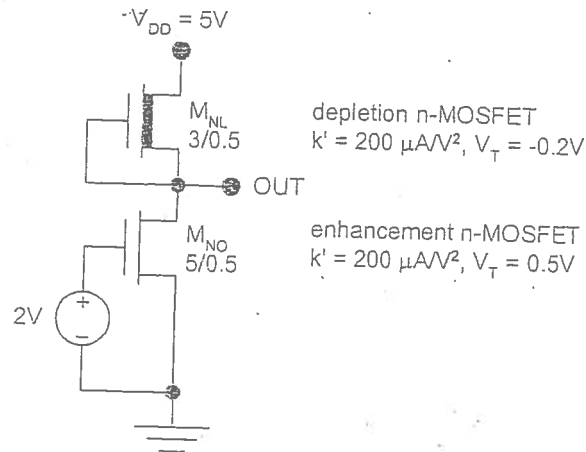 V_DD = 5V
M_NL
3/0.5
depletion n-MOSFET
k' = 200 μA/V², V_T = -0.2V
OUT
M_NO
5/0.5
enhancement n-MOSFET
k' = 200 μA/V², V_T = 0.5V
2V
+
−